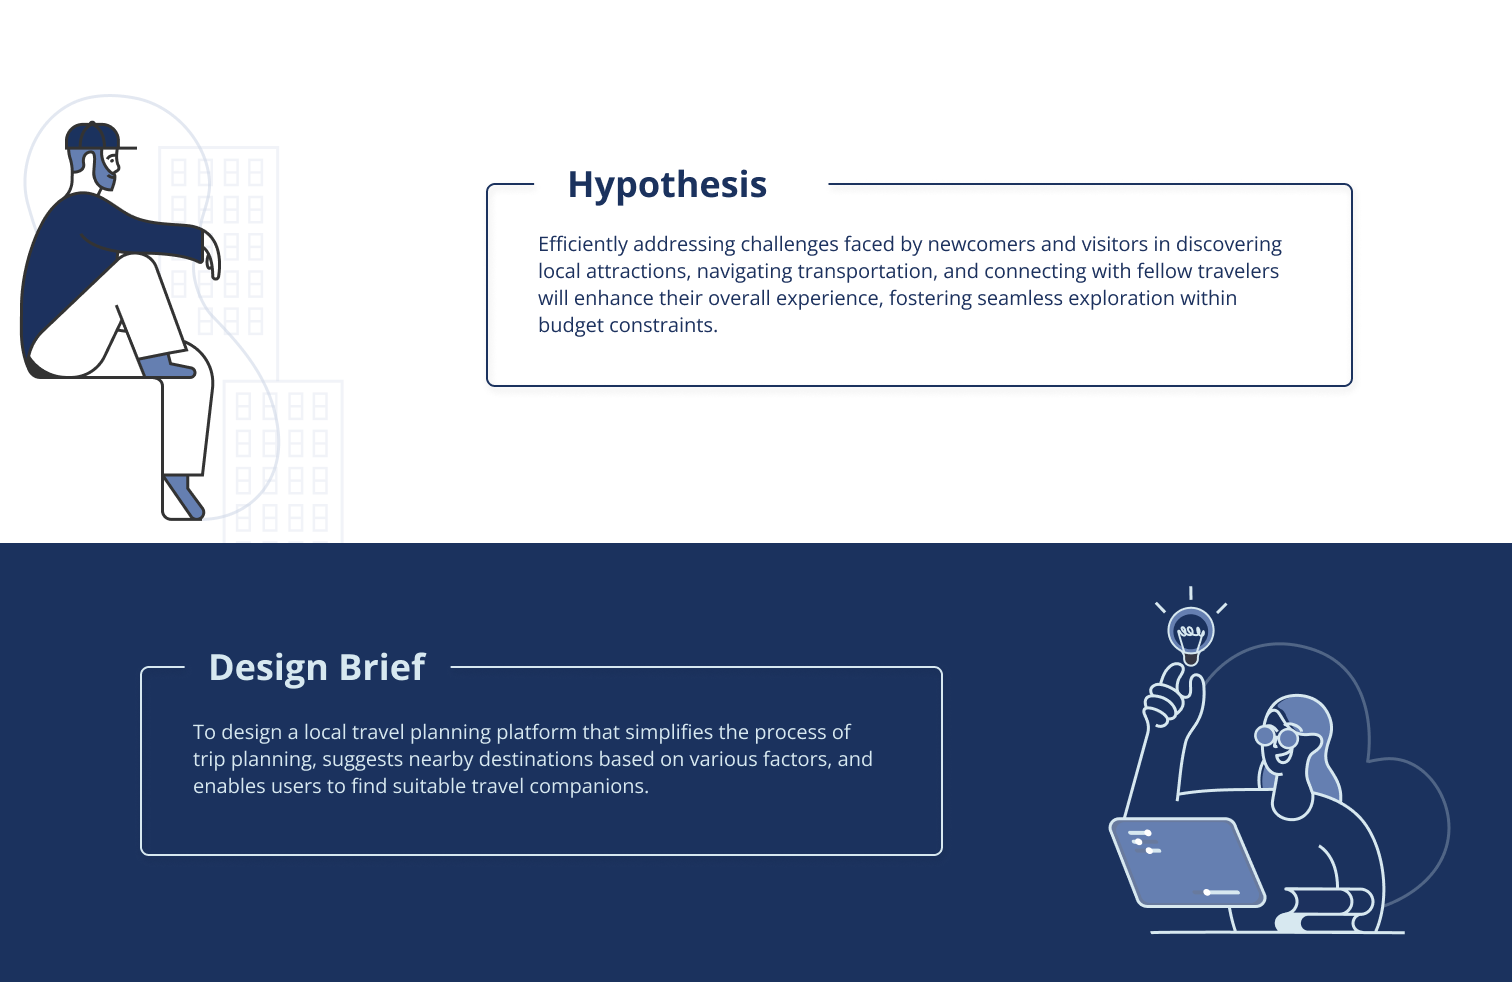 Hypothesis
Efficiently addressing challenges faced by newcomers and visitors in discovering
local attractions, navigating transportation, and connecting with fellow travelers
will enhance their overall experience, fostering seamless exploration within
budget constraints.
Design Brief
To design a local travel planning platform that simplifies the process of
trip planning, suggests nearby destinations based on various factors, and
enables users to find suitable travel companions.